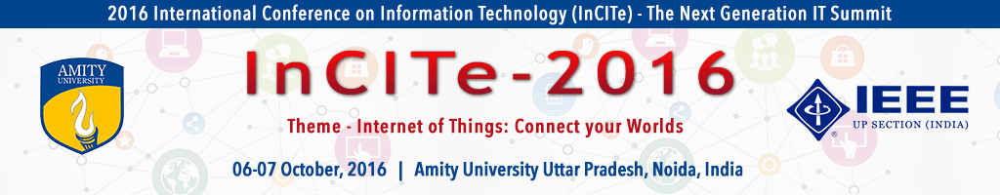 2016 International Conference on Information Technology (InCITe) - The Next Generation IT Summit
AMITY
UNIVERSITY
InCITe-2016
Theme - Internet of Things: Connect your Worlds
06-07 October, 2016 | Amity University Uttar Pradesh, Noida, India
IEEE
®
UP SECTION (INDIA)